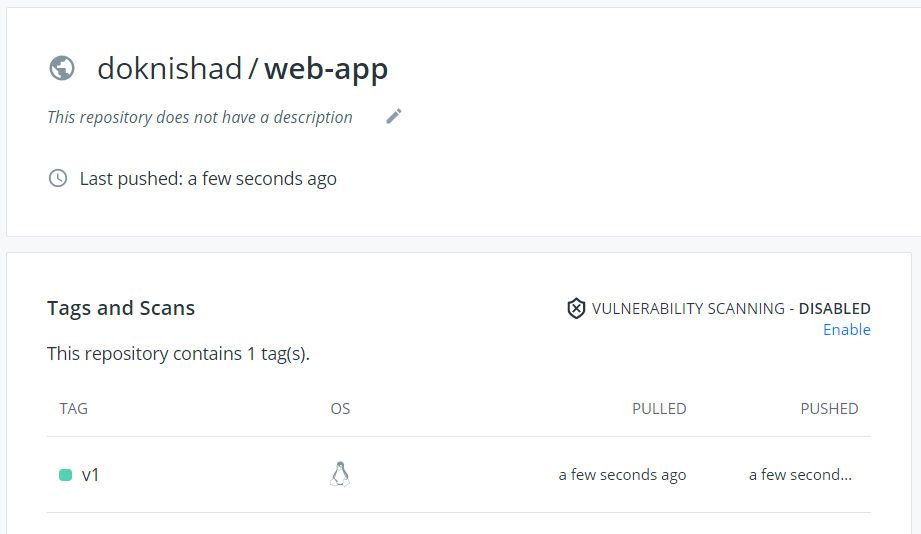 doknishad / web-app
This repository does not have a description
Last pushed: a few seconds ago
Tags and Scans
VULNERABILITY SCANNING - DISABLED
Enable
This repository contains 1 tag(s).
TAG OS PULLED PUSHED
v1 a few seconds ago a few second...